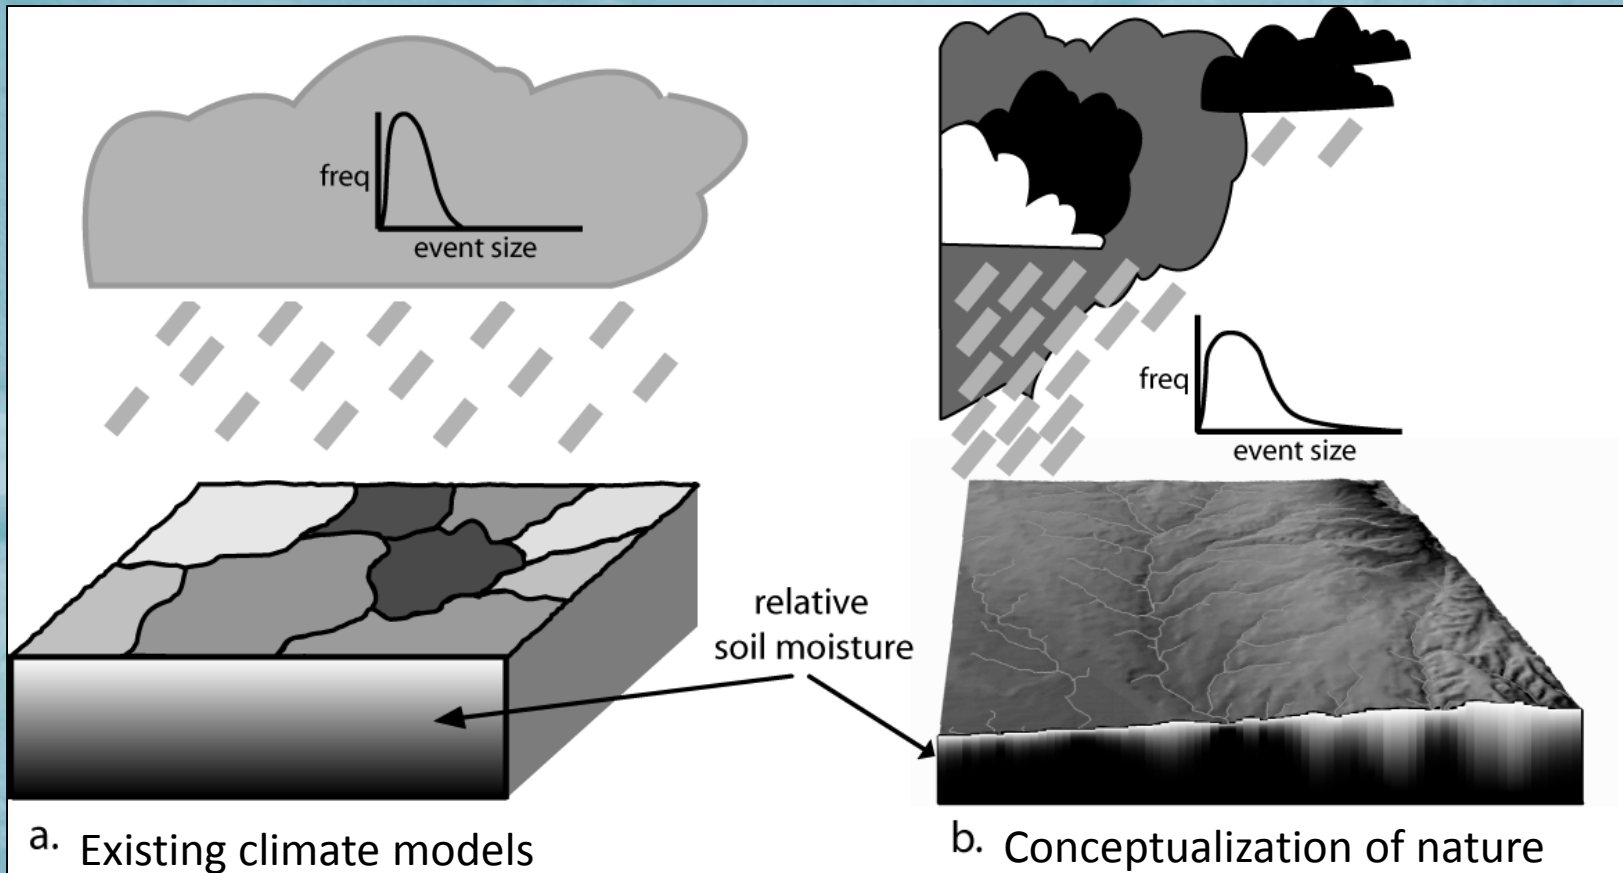 freq
event size
freq
event size
relative
soil moisture
a. Existing climate models
b. Conceptualization of nature